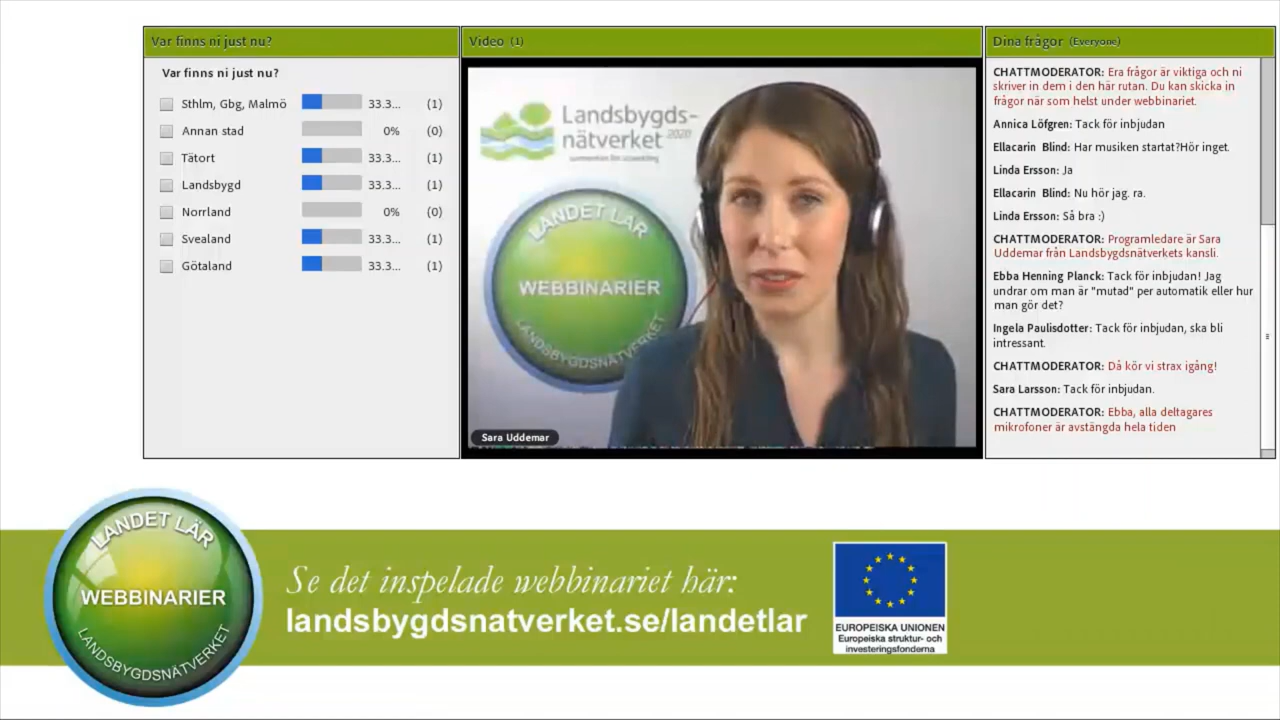 Var finns ni just nu?
Var finns ni just nu?
Sthlm, Gbg, Malmö 33.3... (1)
Annan stad 0% (0)
Tätort 33.3... (1)
Landsbygd 33.3... (1)
Norrland 0% (0)
Svealand 33.3... (1)
Götaland 33.3... (1)
Video (1)
Landsbygds-
nätverket 2020
LANDET LÄR
WEBBINARIER
LANDSBYGDSNÄTVERKET
Sara Uddemar
Dina frågor (Everyone)
CHATTMODERATOR: Era frågor är viktiga och ni
skriver in dem i den här rutan. Du kan skicka in
frågor när som helst under webbinariet.
Annica Löfgren: Tack för inbjudan
Ellacarin Blind: Har musiken startat?Hör inget.
Linda Ersson: Ja
Ellacarin Blind: Nu hör jag. ra.
Linda Ersson: Så bra :)
CHATTMODERATOR: Programledare är Sara
Uddemar från Landsbygdsnätverkets kansli.
Ebba Henning Planck: Tack för inbjudan! Jag
undrar om man är "mutad" per automatik eller hur
man gör det?
Ingela Paulisdotter: Tack för inbjudan, ska bli
intressant.
CHATTMODERATOR: Då kör vi strax igång!
Sara Larsson: Tack för inbjudan.
CHATTMODERATOR: Ebba, alla deltagares
mikrofoner är avstängda hela tiden
LANDET LÄR
WEBBINARIER
LANDSBYGDSNÄTVERKET
Se det inspelade webbinariet här:
landsbygdsnatverket.se/landetlar
EUROPEISKA UNIONEN
Europeiska struktur- och
investeringsfonderna